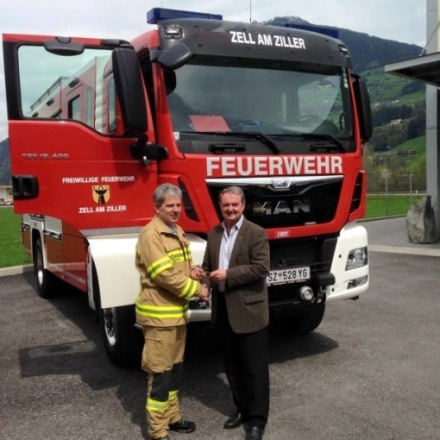 ZELL AM ZILLER
FREIWILLIGE FEUERWEHR
ZELL AM ZILLER
FEUERWEHR
MAN
SZ 528 YG